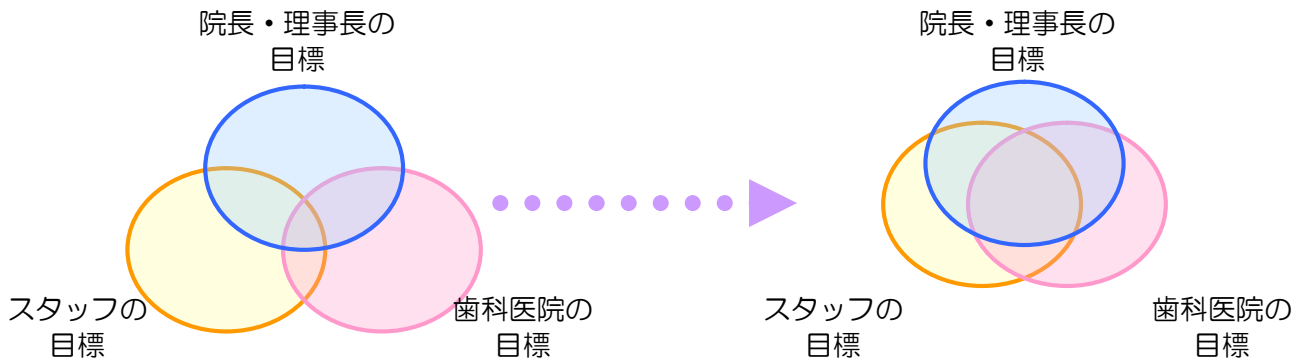 院長・理事長の
目標
スタッフの
目標
歯科医院の
目標
院長・理事長の
目標
スタッフの
目標
歯科医院の
目標